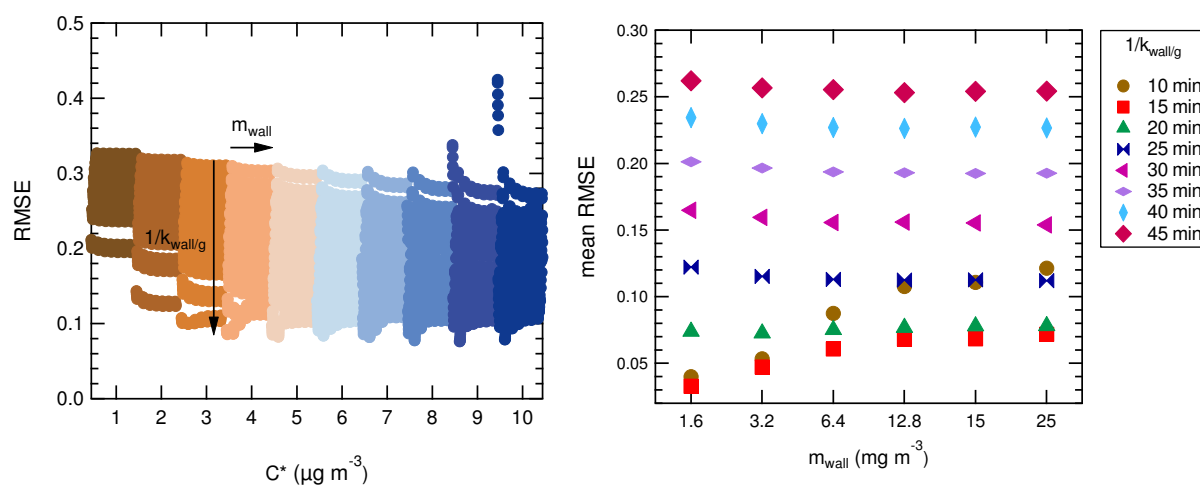 0.5
0.4
0.3
0.2
0.1
0.0
RMSE
m_wall
1/k_wall/g
1 2 3 4 5 6 7 8 9 10
C* (µg m⁻³)
0.30
0.25
0.20
0.15
0.10
0.05
mean RMSE
1.6 3.2 6.4 12.8 15 25
m_wall (mg m⁻³)
1/k_wall/g
10 min
15 min
20 min
25 min
30 min
35 min
40 min
45 min